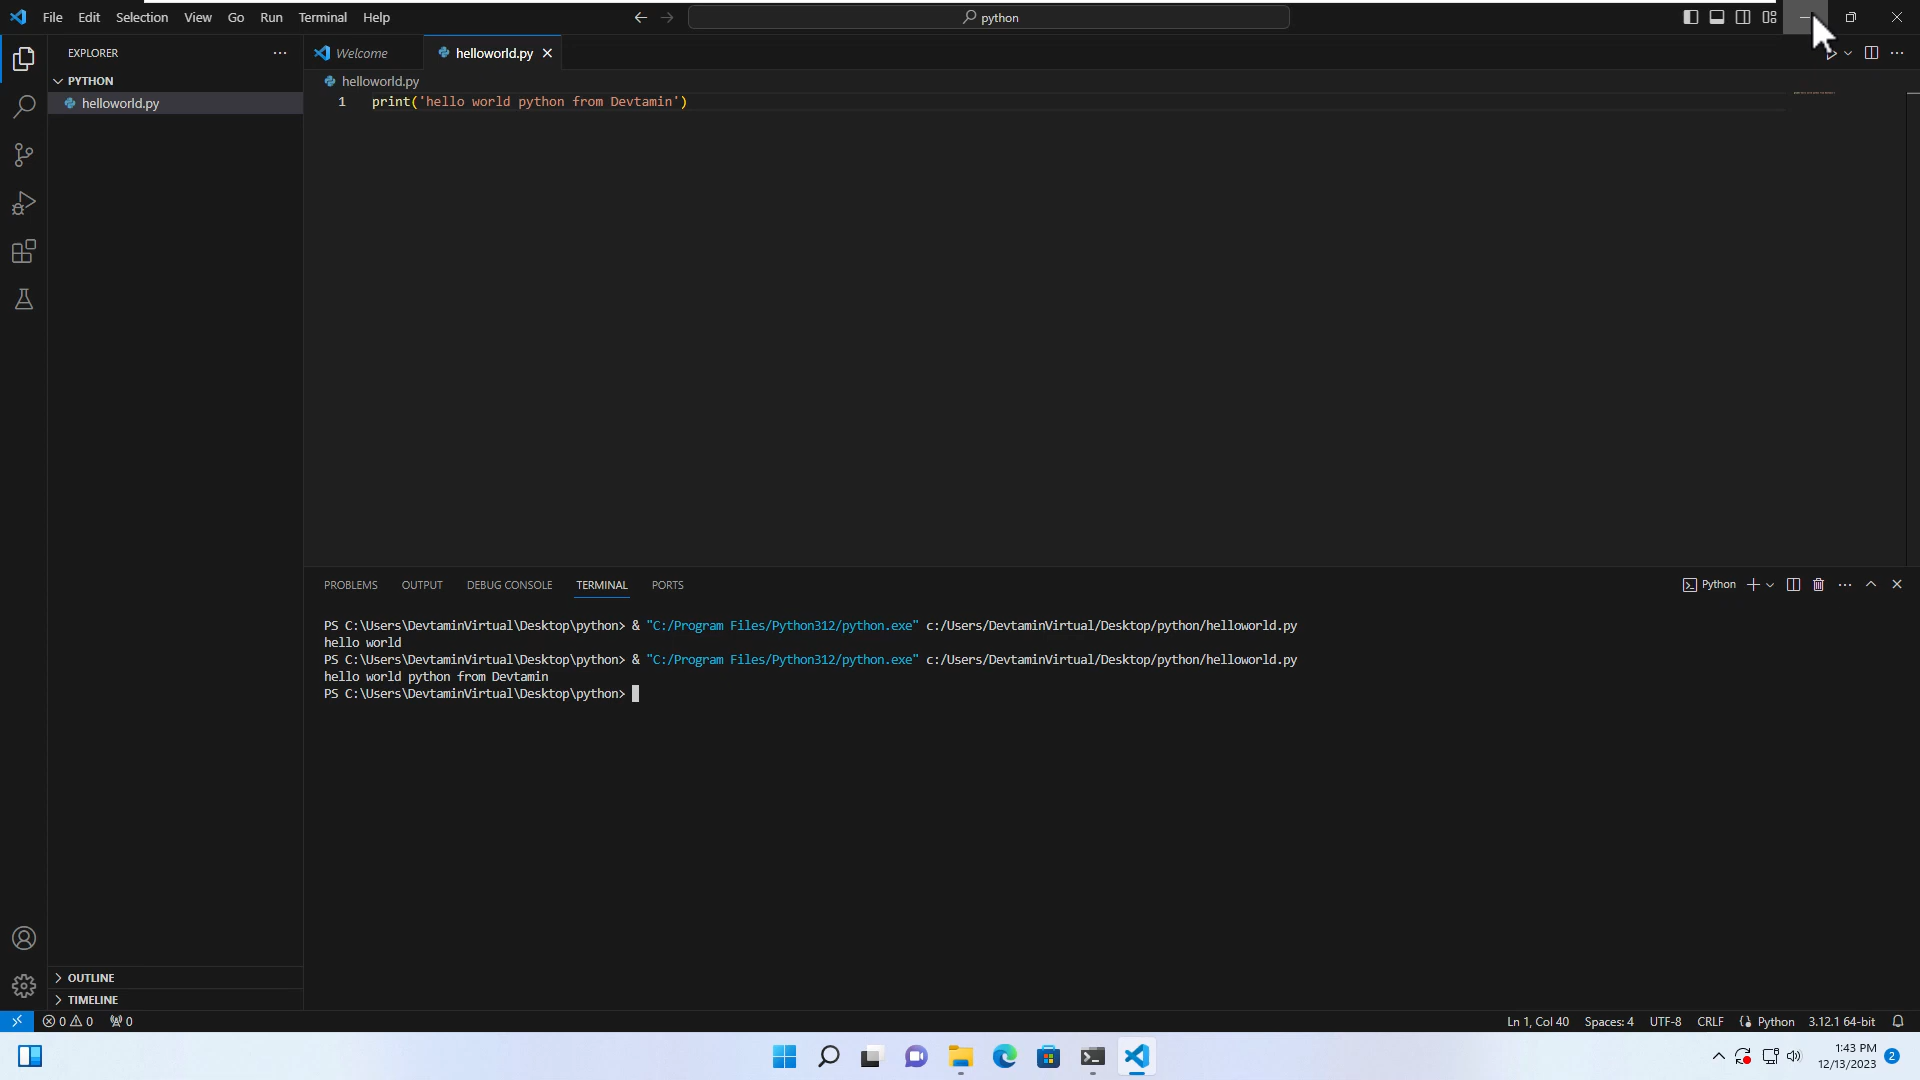 File Edit Selection View Go Run Terminal Help
python
EXPLORER
Welcome
helloworld.py
PYTHON
helloworld.py
helloworld.py
1 print('hello world python from Devtamin')
PROBLEMS OUTPUT DEBUG CONSOLE TERMINAL PORTS
Python
PS C:\Users\DevtaminVirtual\Desktop\python> & "C:/Program Files/Python312/python.exe" c:/Users/DevtaminVirtual/Desktop/python/helloworld.py
hello world
PS C:\Users\DevtaminVirtual\Desktop\python> & "C:/Program Files/Python312/python.exe" c:/Users/DevtaminVirtual/Desktop/python/helloworld.py
hello world python from Devtamin
PS C:\Users\DevtaminVirtual\Desktop\python>
OUTLINE
TIMELINE
0 0 0
Ln 1, Col 40 Spaces: 4 UTF-8 CRLF {} Python 3.12.1 64-bit
1:43 PM
12/13/2023
2